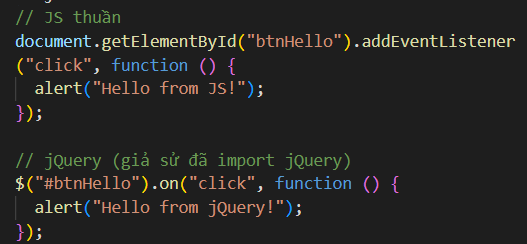 // JS thuần
document.getElementById("btnHello").addEventListener
("click", function () {
  alert("Hello from JS!");
});

// jQuery (giả sử đã import jQuery)
$("#btnHello").on("click", function () {
  alert("Hello from jQuery!");
});